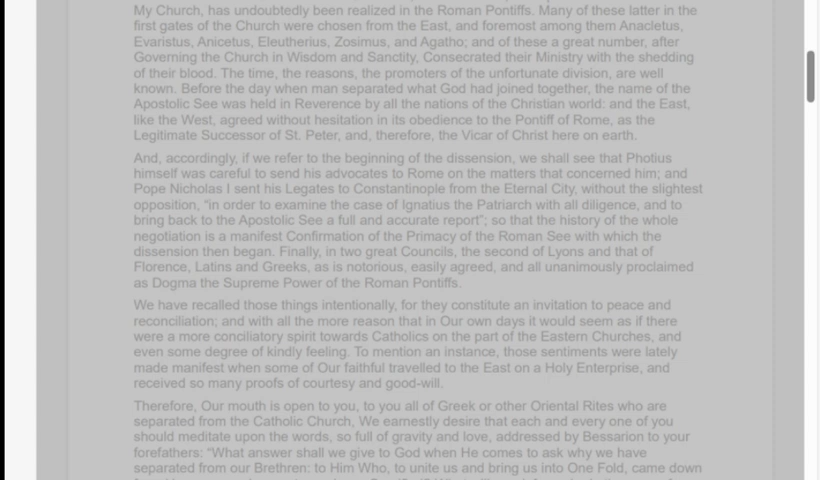 My Church, has undoubtedly been realized in the Roman Pontiffs. Many of these latter in the
first gates of the Church were chosen from the East, and foremost among them Anacletus,
Evaristus, Anicetus, Eleutherius, Zosimus, and Agatho; and of these a great number, after
Governing the Church in Wisdom and Sanctity, Consecrated their Ministry with the shedding
of their blood. The time, the reasons, the promoters of the unfortunate division, are well
known. Before the day when man separated what God had joined together, the name of the
Apostolic See was held in Reverence by all the nations of the Christian world: and the East,
like the West, agreed without hesitation in its obedience to the Pontiff of Rome, as the
Legitimate Successor of St. Peter, and, therefore, the Vicar of Christ here on earth.
And, accordingly, if we refer to the beginning of the dissension, we shall see that Photius
himself was careful to send his advocates to Rome on the matters that concerned him; and
Pope Nicholas I sent his Legates to Constantinople from the Eternal City, without the slightest
opposition, “in order to examine the case of Ignatius the Patriarch with all diligence, and to
bring back to the Apostolic See a full and accurate report”; so that the history of the whole
negotiation is a manifest Confirmation of the Primacy of the Roman See with which the
dissension then began. Finally, in two great Councils, the second of Lyons and that of
Florence, Latins and Greeks, as is notorious, easily agreed, and all unanimously proclaimed
as Dogma the Supreme Power of the Roman Pontiffs.
We have recalled those things intentionally, for they constitute an invitation to peace and
reconciliation; and with all the more reason that in Our own days it would seem as if there
were a more conciliatory spirit towards Catholics on the part of the Eastern Churches, and
even some degree of kindly feeling. To mention an instance, those sentiments were lately
made manifest when some of Our faithful travelled to the East on a Holy Enterprise, and
received so many proofs of courtesy and good-will.
Therefore, Our mouth is open to you, to you all of Greek or other Oriental Rites who are
separated from the Catholic Church, We earnestly desire that each and every one of you
should meditate upon the words, so full of gravity and love, addressed by Bessarion to your
forefathers: “What answer shall we give to God when He comes to ask why we have
separated from our Brethren: to Him Who, to unite us and bring us into One Fold, came down